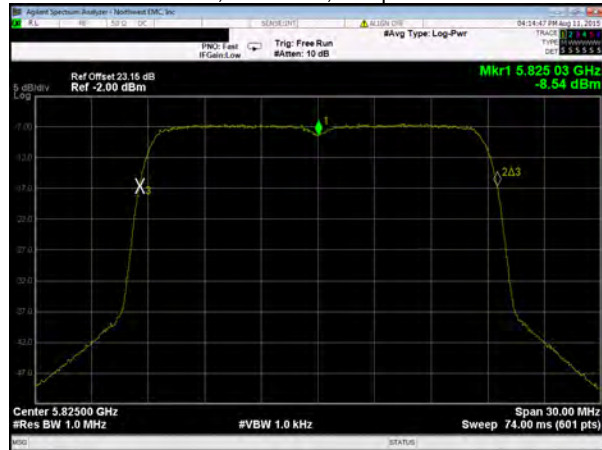 Agilent Spectrum Analyzer - Northwest EMC, Inc
RL RF 50 Ω DC SENSE:INT ALIGN OFF 04:14:47 PM Aug 11, 2015
#Avg Type: Log-Pwr TRACE 1 2 3 4 5 6
PNO: Fast Trig: Free Run TYPE M WWWWW
IFGain:Low #Atten: 10 dB DET S S S S S S
Mkr1 5.825 03 GHz
Ref Offset 23.15 dB
5 dB/div Ref -2.00 dBm -8.54 dBm
Log
-7.00
1
-12.0
2Δ3
-17.0
X3
-22.0
-27.0
-32.0
-37.0
-42.0
-47.0
Center 5.82500 GHz Span 30.00 MHz
#Res BW 1.0 MHz #VBW 1.0 kHz Sweep 74.00 ms (601 pts)
MSG STATUS